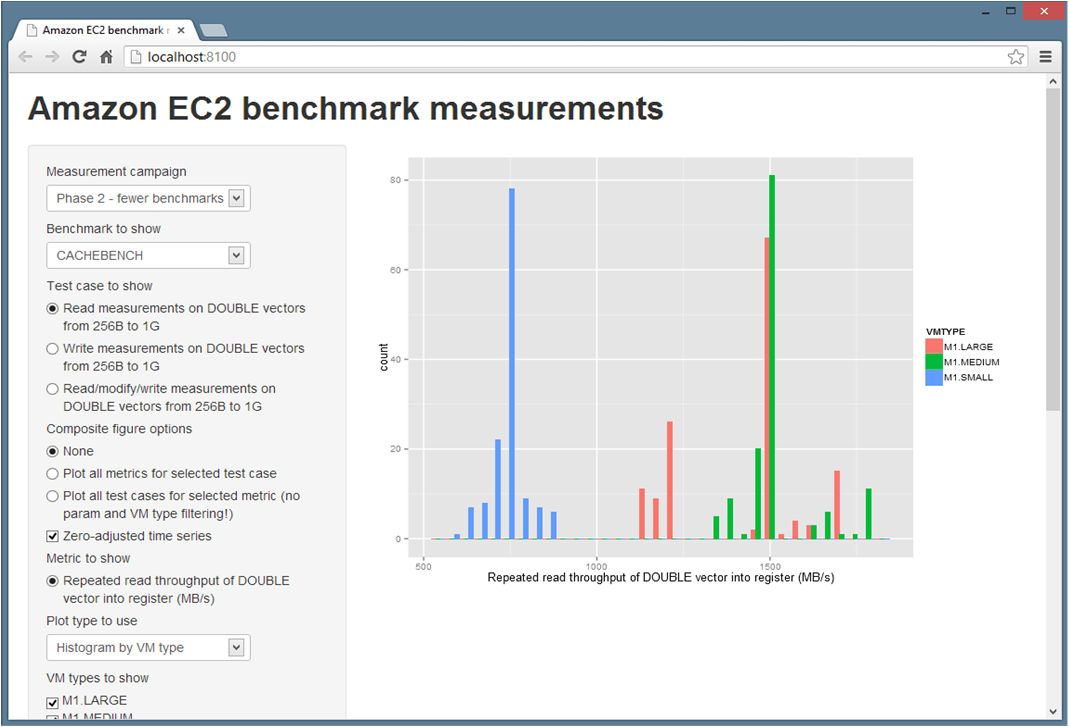 Amazon EC2 benchmark
localhost:8100
Amazon EC2 benchmark measurements
Measurement campaign
Phase 2 - fewer benchmarks
Benchmark to show
CACHEBENCH
Test case to show
Read measurements on DOUBLE vectors
from 256B to 1G
Write measurements on DOUBLE vectors
from 256B to 1G
Read/modify/write measurements on
DOUBLE vectors from 256B to 1G
Composite figure options
None
Plot all metrics for selected test case
Plot all test cases for selected metric (no
param and VM type filtering!)
Zero-adjusted time series
Metric to show
Repeated read throughput of DOUBLE
vector into register (MB/s)
Plot type to use
Histogram by VM type
VM types to show
M1.LARGE
M1.MEDIUM
80
60
40
20
0
count
500
1000
1500
Repeated read throughput of DOUBLE vector into register (MB/s)
VMTYPE
M1.LARGE
M1.MEDIUM
M1.SMALL